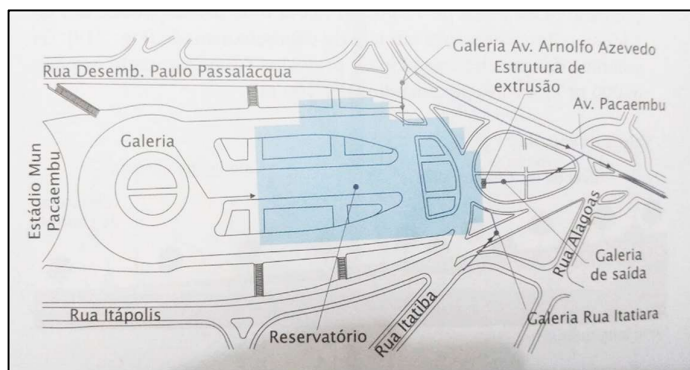 Galeria Av. Arnolfo Azevedo
Rua Desemb. Paulo Passalácqua
Estrutura de
extrusão
Av. Pacaembu
Galeria
Estádio Mun
Pacaembu
Rua Alagoas
Galeria
de saída
Rua Itápolis
Reservatório
Rua Itatiba
Galeria Rua Itatiara